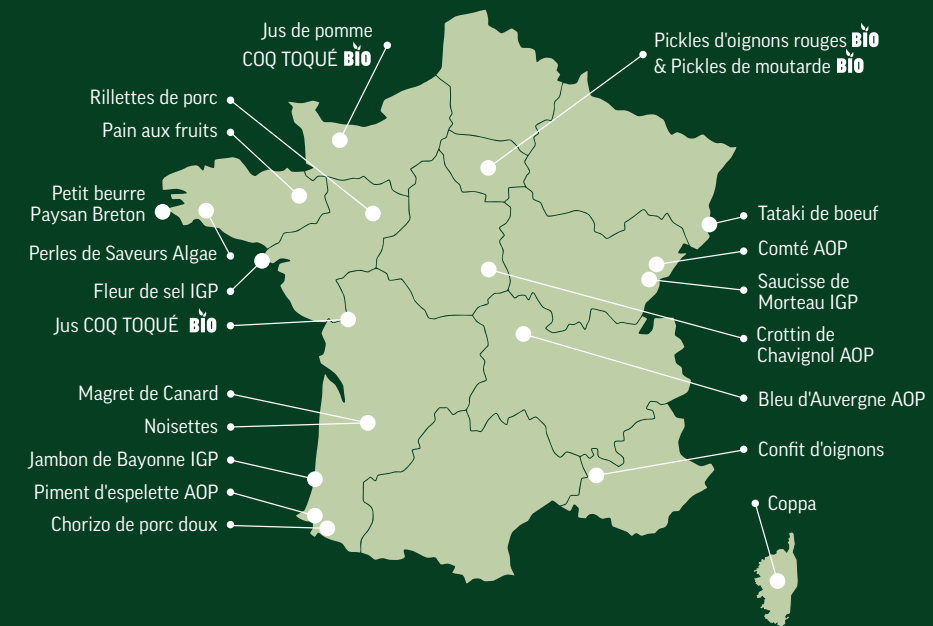 Jus de pomme
COQ TOQUÉ BIO
Rillettes de porc
Pain aux fruits
Petit beurre
Paysan Breton
Perles de Saveurs Algae
Fleur de sel IGP
Jus COQ TOQUÉ BIO
Magret de Canard
Noisettes
Jambon de Bayonne IGP
Piment d'espelette AOP
Chorizo de porc doux
Pickles d'oignons rouges BIO
& Pickles de moutarde BIO
Tataki de boeuf
Comté AOP
Saucisse de
Morteau IGP
Crottin de
Chavignol AOP
Bleu d'Auvergne AOP
Confit d'oignons
Coppa